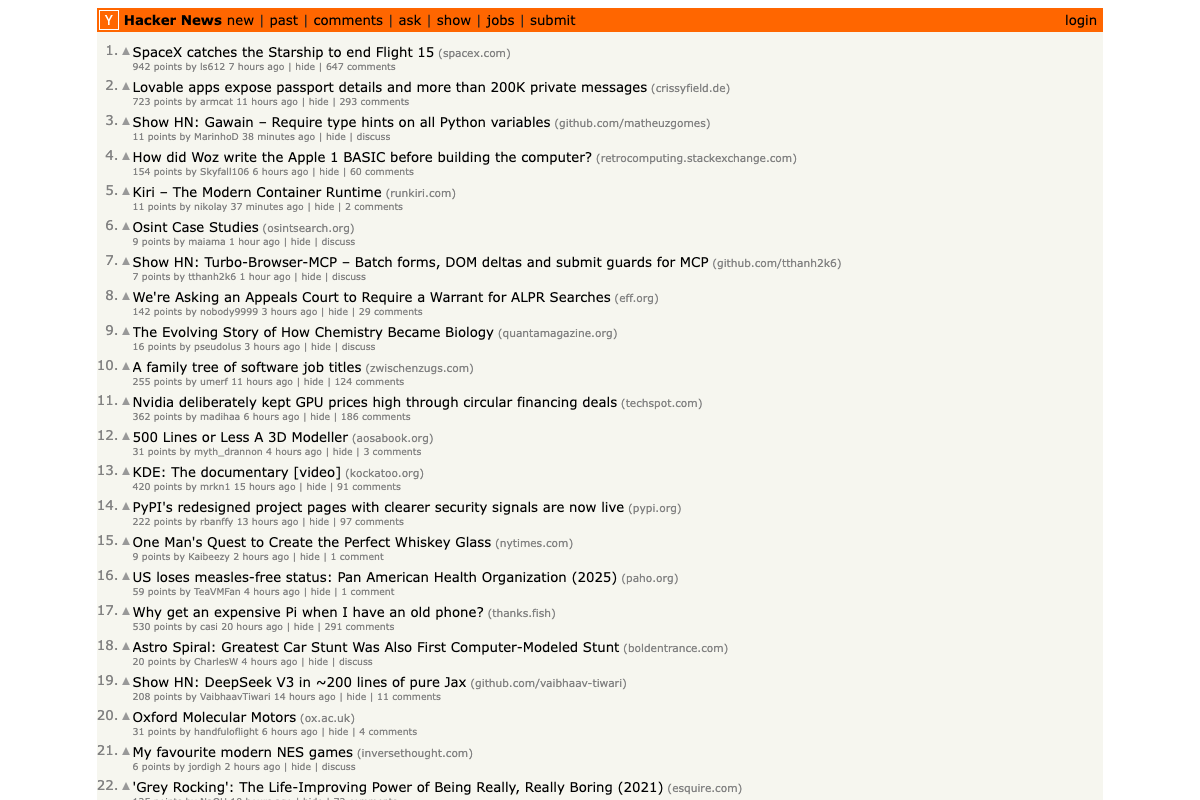 Y Hacker News new | past | comments | ask | show | jobs | submit login
1. ▲ SpaceX catches the Starship to end Flight 15 (spacex.com)
942 points by ls612 7 hours ago | hide | 647 comments
2. ▲ Lovable apps expose passport details and more than 200K private messages (crissyfield.de)
723 points by armcat 11 hours ago | hide | 293 comments
3. ▲ Show HN: Gawain – Require type hints on all Python variables (github.com/matheuzgomes)
11 points by MarinhoD 38 minutes ago | hide | discuss
4. ▲ How did Woz write the Apple 1 BASIC before building the computer? (retrocomputing.stackexchange.com)
154 points by Skyfall106 6 hours ago | hide | 60 comments
5. ▲ Kiri – The Modern Container Runtime (runkiri.com)
11 points by nikolay 37 minutes ago | hide | 2 comments
6. ▲ Osint Case Studies (osintsearch.org)
9 points by maiama 1 hour ago | hide | discuss
7. ▲ Show HN: Turbo-Browser-MCP – Batch forms, DOM deltas and submit guards for MCP (github.com/tthanh2k6)
7 points by tthanh2k6 1 hour ago | hide | discuss
8. ▲ We're Asking an Appeals Court to Require a Warrant for ALPR Searches (eff.org)
142 points by nobody9999 3 hours ago | hide | 29 comments
9. ▲ The Evolving Story of How Chemistry Became Biology (quantamagazine.org)
16 points by pseudolus 3 hours ago | hide | discuss
10. ▲ A family tree of software job titles (zwischenzugs.com)
255 points by umerf 11 hours ago | hide | 124 comments
11. ▲ Nvidia deliberately kept GPU prices high through circular financing deals (techspot.com)
362 points by madihaa 6 hours ago | hide | 186 comments
12. ▲ 500 Lines or Less A 3D Modeller (aosabook.org)
31 points by myth_drannon 4 hours ago | hide | 3 comments
13. ▲ KDE: The documentary [video] (kockatoo.org)
420 points by mrkn1 15 hours ago | hide | 91 comments
14. ▲ PyPI's redesigned project pages with clearer security signals are now live (pypi.org)
222 points by rbanffy 13 hours ago | hide | 97 comments
15. ▲ One Man's Quest to Create the Perfect Whiskey Glass (nytimes.com)
9 points by Kaibeezy 2 hours ago | hide | 1 comment
16. ▲ US loses measles-free status: Pan American Health Organization (2025) (paho.org)
59 points by TeaVMFan 4 hours ago | hide | 1 comment
17. ▲ Why get an expensive Pi when I have an old phone? (thanks.fish)
530 points by casi 20 hours ago | hide | 291 comments
18. ▲ Astro Spiral: Greatest Car Stunt Was Also First Computer-Modeled Stunt (boldentrance.com)
20 points by CharlesW 4 hours ago | hide | discuss
19. ▲ Show HN: DeepSeek V3 in ~200 lines of pure Jax (github.com/vaibhaav-tiwari)
208 points by VaibhaavTiwari 14 hours ago | hide | 11 comments
20. ▲ Oxford Molecular Motors (ox.ac.uk)
31 points by handfuloflight 6 hours ago | hide | 4 comments
21. ▲ My favourite modern NES games (inversethought.com)
6 points by jordigh 2 hours ago | hide | discuss
22. ▲ 'Grey Rocking': The Life-Improving Power of Being Really, Really Boring (2021) (esquire.com)